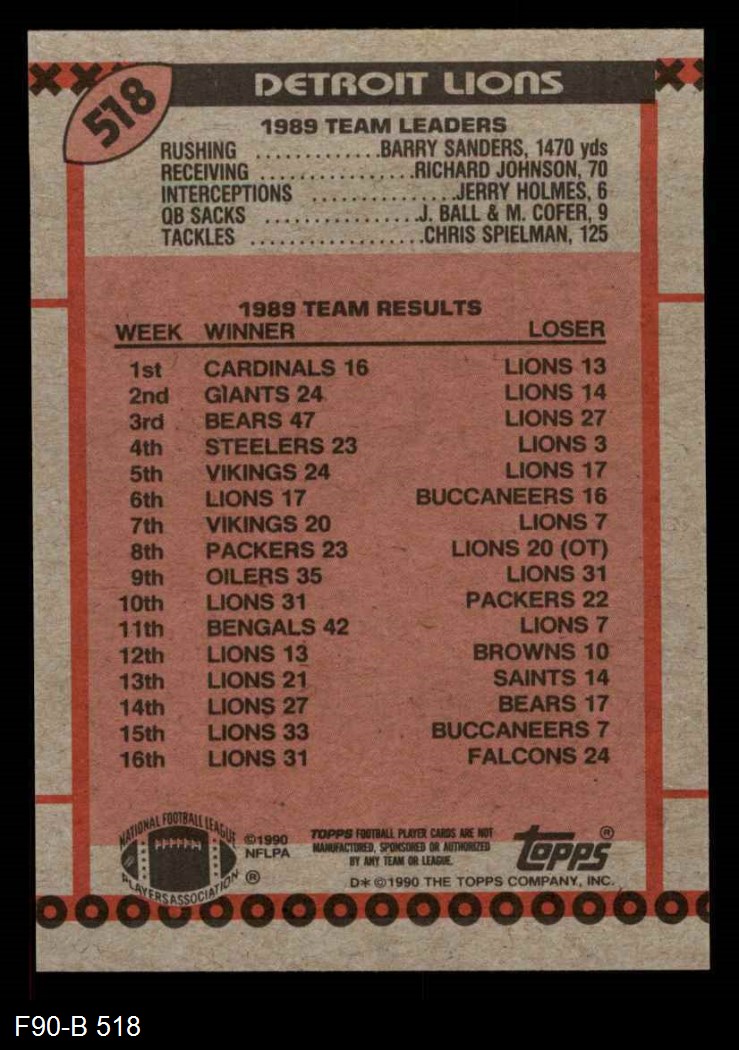 518
DETROIT LIONS
1989 TEAM LEADERS
RUSHING .............BARRY SANDERS, 1470 yds
RECEIVING ................RICHARD JOHNSON, 70
INTERCEPTIONS ...............JERRY HOLMES, 6
QB SACKS ................J. BALL & M. COFER, 9
TACKLES ..................CHRIS SPIELMAN, 125
1989 TEAM RESULTS
WEEK WINNER LOSER
1st CARDINALS 16 LIONS 13
2nd GIANTS 24 LIONS 14
3rd BEARS 47 LIONS 27
4th STEELERS 23 LIONS 3
5th VIKINGS 24 LIONS 17
6th LIONS 17 BUCCANEERS 16
7th VIKINGS 20 LIONS 7
8th PACKERS 23 LIONS 20 (OT)
9th OILERS 35 LIONS 31
10th LIONS 31 PACKERS 22
11th BENGALS 42 LIONS 7
12th LIONS 13 BROWNS 10
13th LIONS 21 SAINTS 14
14th LIONS 27 BEARS 17
15th LIONS 33 BUCCANEERS 7
16th LIONS 31 FALCONS 24
NATIONAL FOOTBALL LEAGUE
PLAYERS ASSOCIATION
®
©1990
NFLPA
TOPPS FOOTBALL PLAYER CARDS ARE NOT
MANUFACTURED, SPONSORED OR AUTHORIZED
BY ANY TEAM OR LEAGUE.
topps®
D*©1990 THE TOPPS COMPANY, INC.
F90-B 518